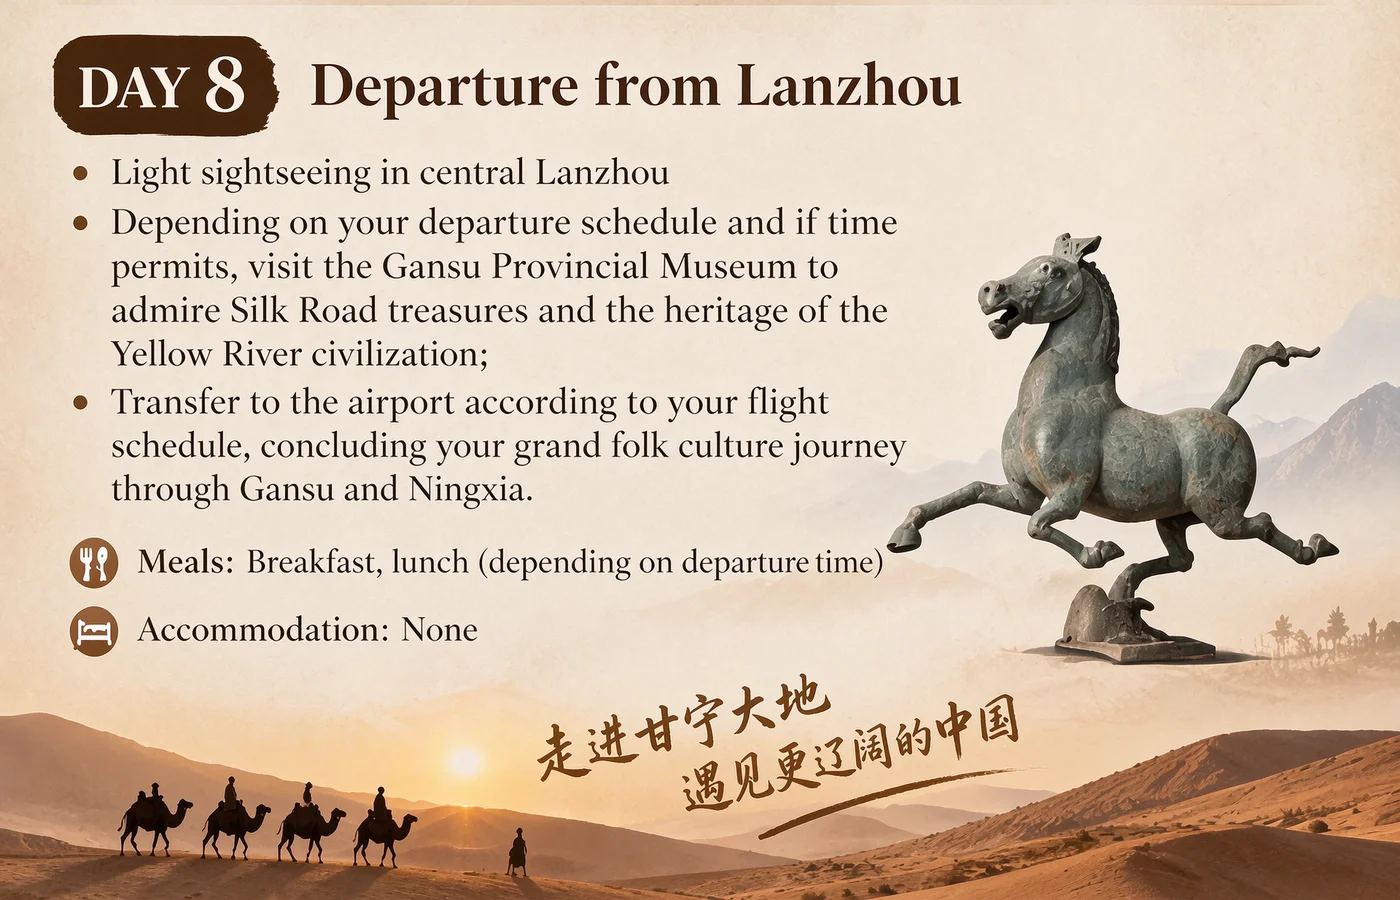 DAY 8 Departure from Lanzhou
• Light sightseeing in central Lanzhou
• Depending on your departure schedule and if time
permits, visit the Gansu Provincial Museum to
admire Silk Road treasures and the heritage of the
Yellow River civilization;
• Transfer to the airport according to your flight
schedule, concluding your grand folk culture journey
through Gansu and Ningxia.
Meals: Breakfast, lunch (depending on departure time)
Accommodation: None
走进甘宁大地
遇见更辽阔的中国